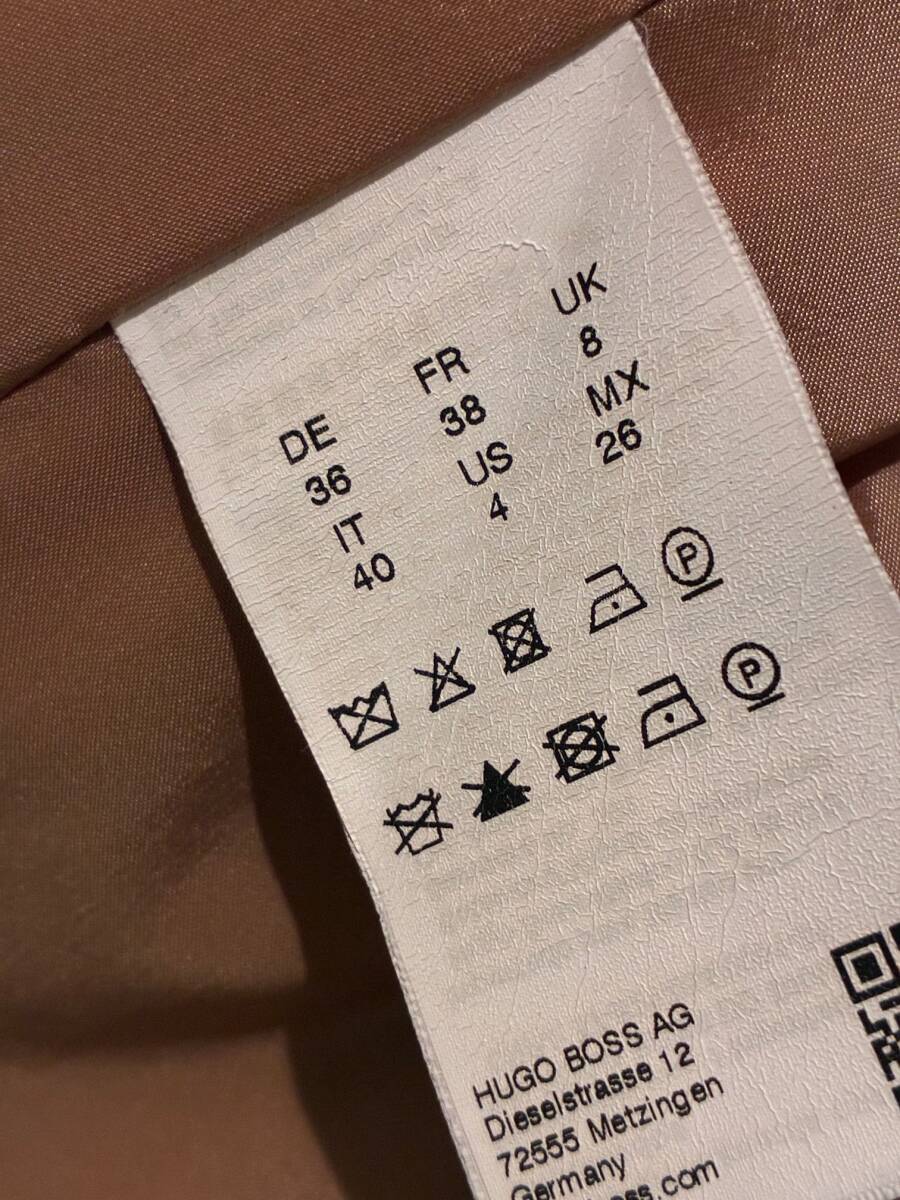 DE FR UK
36 38 8
IT US MX
40 4 26
P
P
HUGO BOSS AG
Dieselstrasse 12
72555 Metzingen
Germany